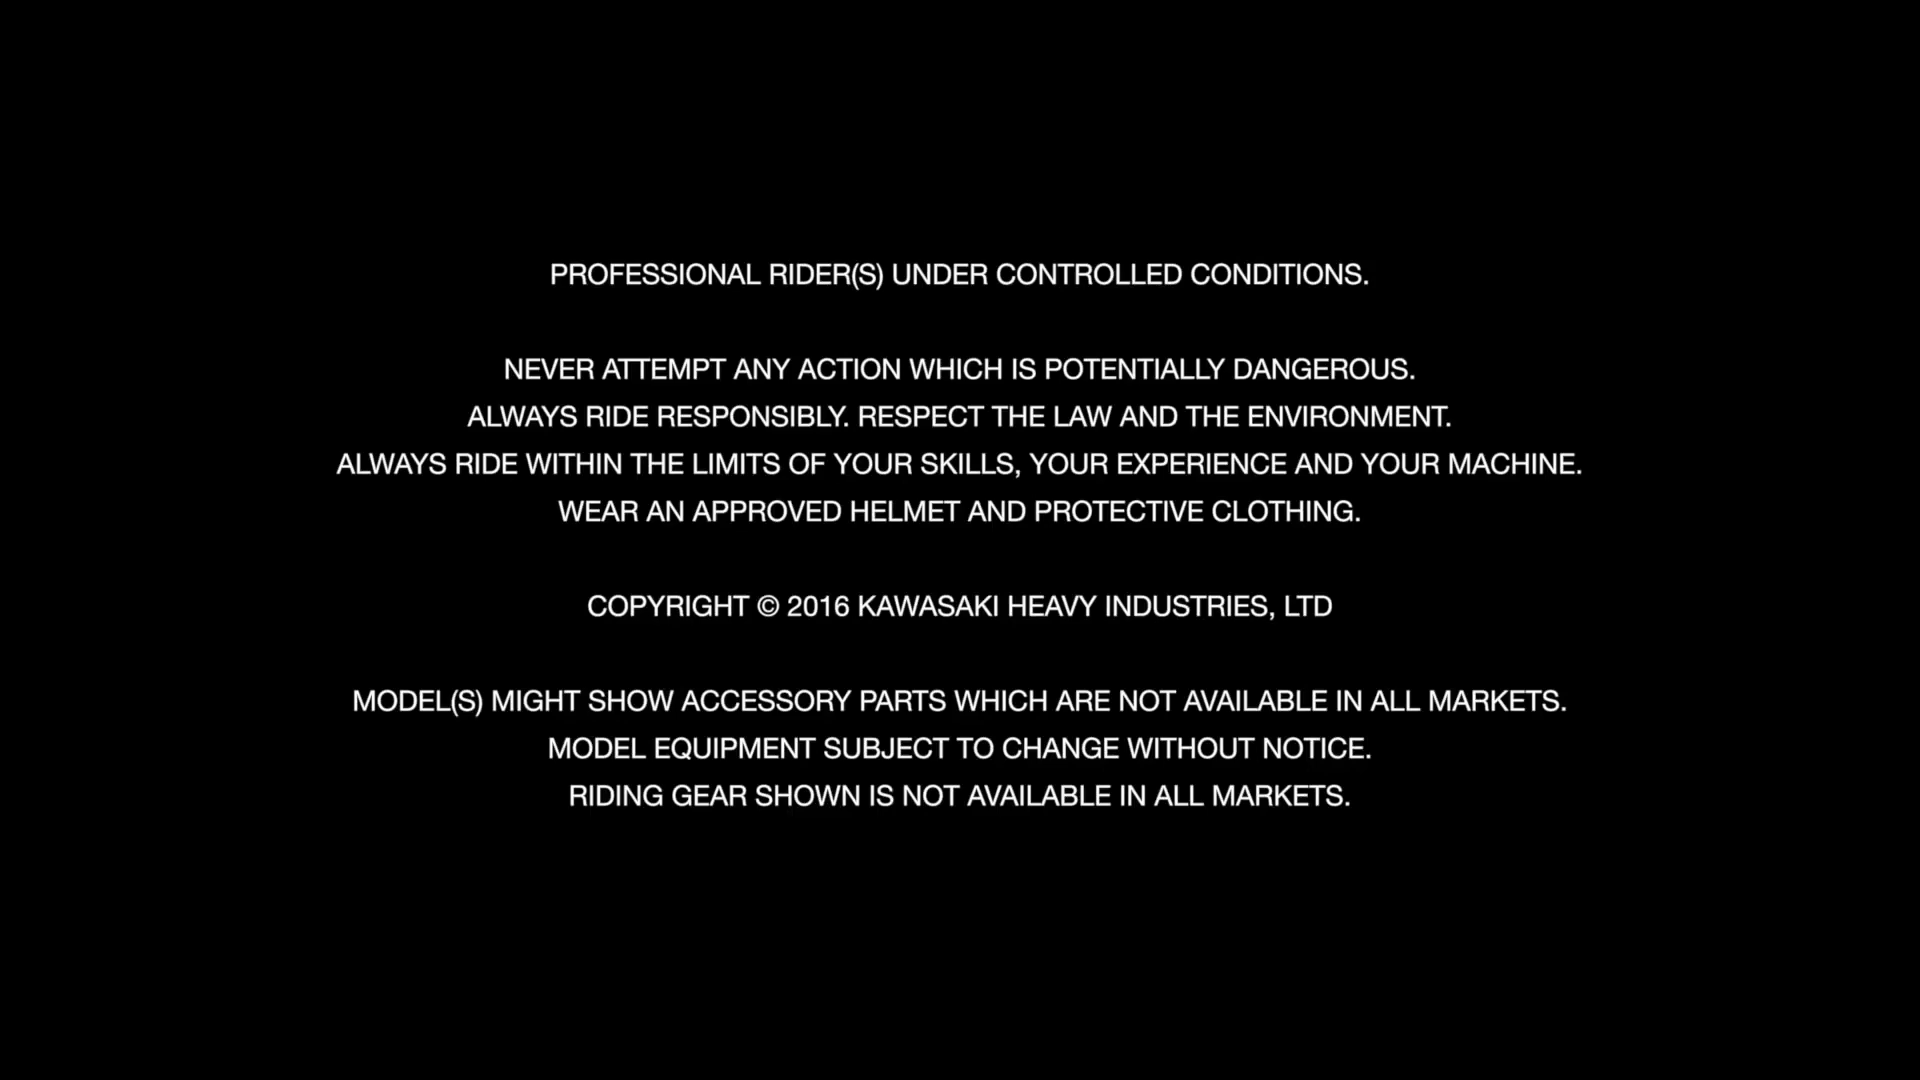 PROFESSIONAL RIDER(S) UNDER CONTROLLED CONDITIONS.
NEVER ATTEMPT ANY ACTION WHICH IS POTENTIALLY DANGEROUS.
ALWAYS RIDE RESPONSIBLY. RESPECT THE LAW AND THE ENVIRONMENT.
ALWAYS RIDE WITHIN THE LIMITS OF YOUR SKILLS, YOUR EXPERIENCE AND YOUR MACHINE.
WEAR AN APPROVED HELMET AND PROTECTIVE CLOTHING.
COPYRIGHT © 2016 KAWASAKI HEAVY INDUSTRIES, LTD
MODEL(S) MIGHT SHOW ACCESSORY PARTS WHICH ARE NOT AVAILABLE IN ALL MARKETS.
MODEL EQUIPMENT SUBJECT TO CHANGE WITHOUT NOTICE.
RIDING GEAR SHOWN IS NOT AVAILABLE IN ALL MARKETS.